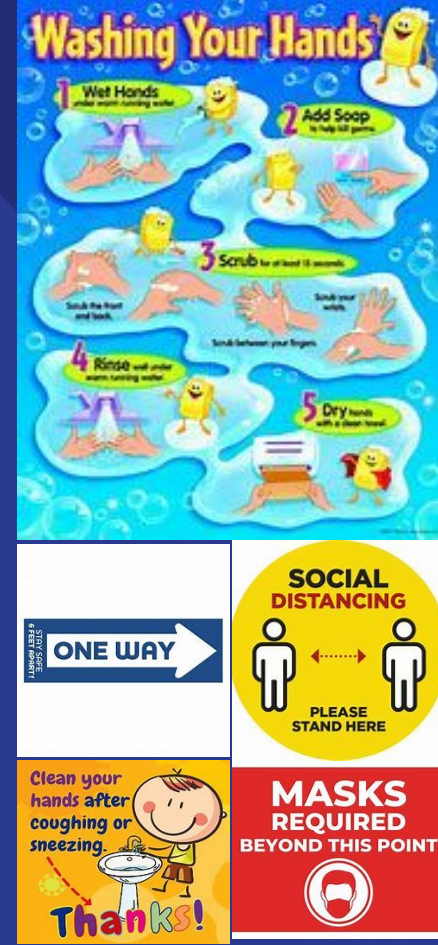 Washing Your Hands
1 Wet Hands
under warm running water.
2 Add Soap
to help kill germs.
3 Scrub for at least 15 seconds.
Scrub the front
and back.
Scrub your
wrists.
Scrub between your fingers.
4 Rinse well under
warm running water.
5 Dry hands
with a clean towel.
STAY SAFE
6 FEET APART!
ONE WAY
SOCIAL
DISTANCING
PLEASE
STAND HERE
Clean your
hands after
coughing or
sneezing.
Thanks!
MASKS
REQUIRED
BEYOND THIS POINT